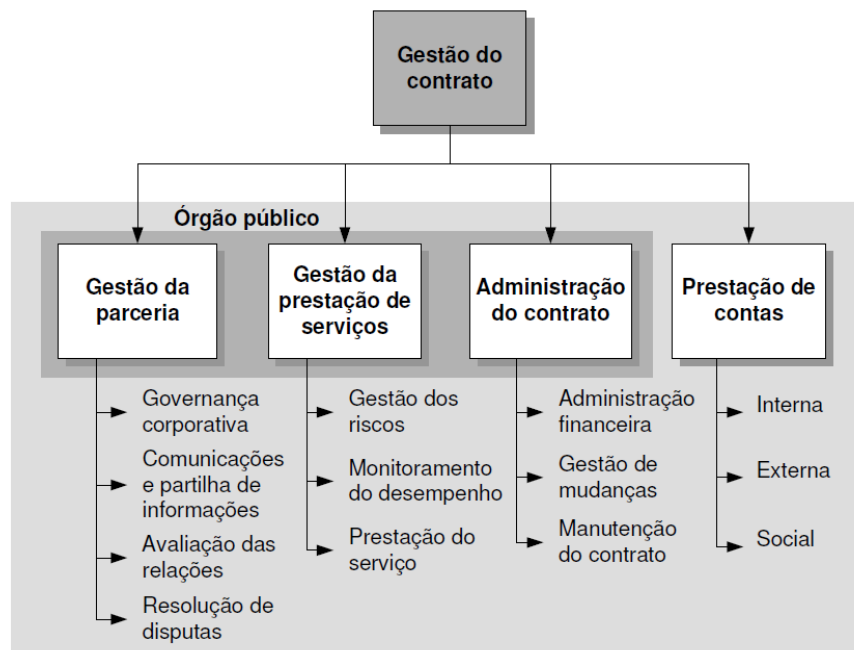 Gestão do
contrato
Órgão público
Gestão da
parceria
Gestão da
prestação de
serviços
Administração
do contrato
Prestação de
contas
Governança
corporativa
Comunicações
e partilha de
informações
Avaliação das
relações
Resolução de
disputas
Gestão dos
riscos
Monitoramento
do desempenho
Prestação do
serviço
Administração
financeira
Gestão de
mudanças
Manutenção
do contrato
Interna
Externa
Social